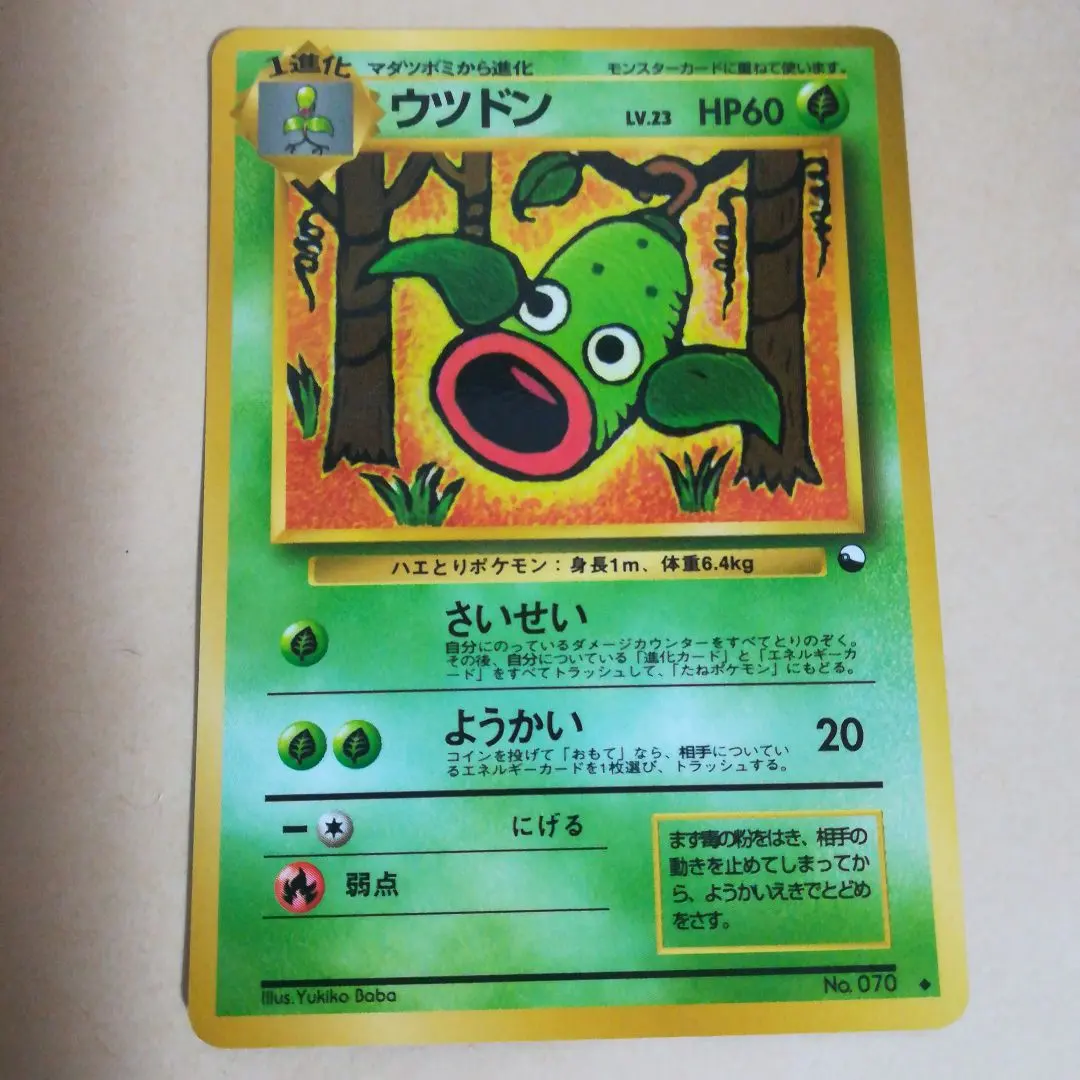 1進化 マダツボミから進化 モンスターカードに重ねて使います。
ウツドン LV.23 HP60
ハエとりポケモン：身長1m、体重6.4kg
さいせい
自分にのっているダメージカウンターをすべてとりのぞく。
その後、自分についている「進化カード」と「エネルギーカ
ード」をすべてトラッシュして、「たねポケモン」にもどる。
ようかい 20
コインを投げて「おもて」なら、相手についてい
るエネルギーカードを1枚選び、トラッシュする。
ー にげる
弱点
まず毒の粉をはき、相手の
動きを止めてしまってか
ら、ようかいえきでとどめ
をさす。
Illus. Yukiko Baba No. 070